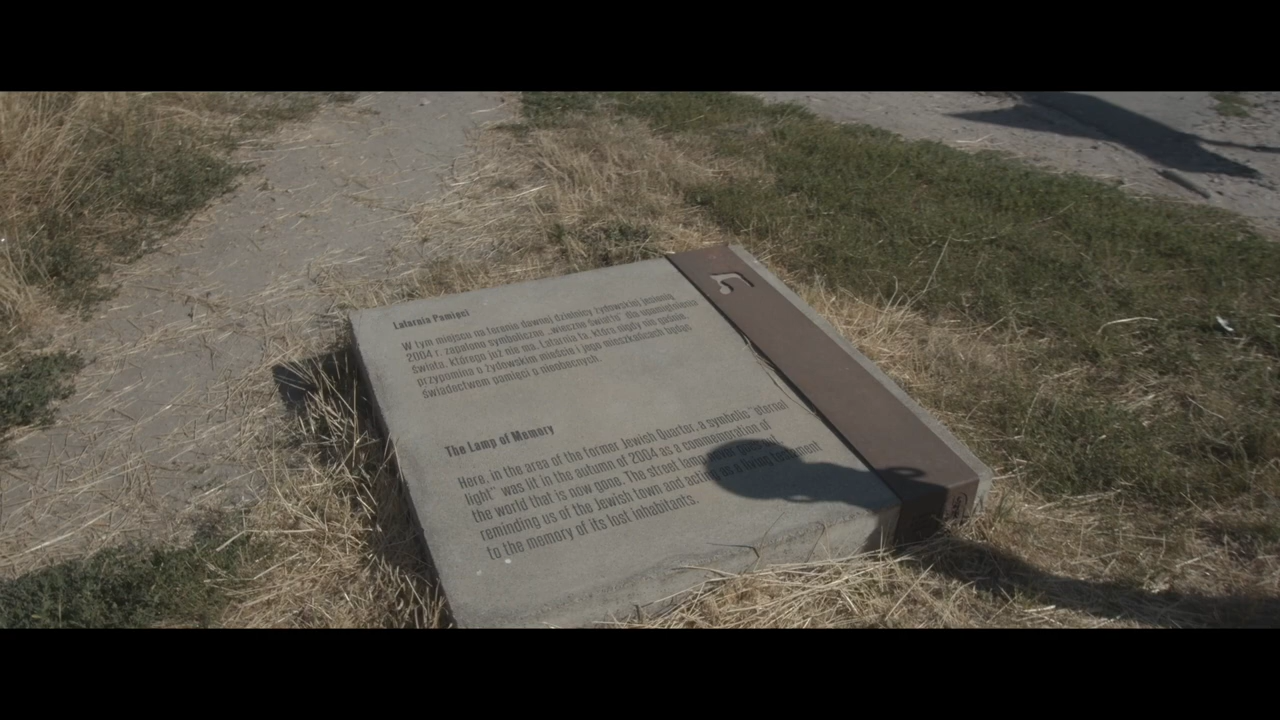 Latarnia Pamięci
W tym miejscu na terenie dawnej dzielnicy żydowskiej jesienią
2004 r. zapalono symboliczne „wieczne światło” dla upamiętnienia
świata, którego już nie ma. Latarnia ta, która nigdy nie gaśnie,
przypomina o żydowskim mieście i jego mieszkańcach będąc
świadectwem pamięci o nieobecnych.
The Lamp of Memory
Here, in the area of the former Jewish Quarter, a symbolic "eternal
light" was lit in the autumn of 2004 as a commemoration of
the world that is now gone. The street lamp
reminding us of the Jewish town and acting as a living testament
to the memory of its lost inhabitants.